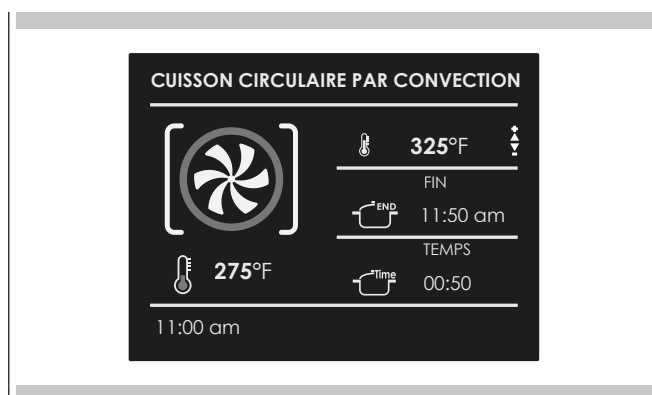 CUISSON CIRCULAIRE PAR CONVECTION
325°F
FIN
END
11:50 am
TEMPS
275°F
Time
00:50
11:00 am